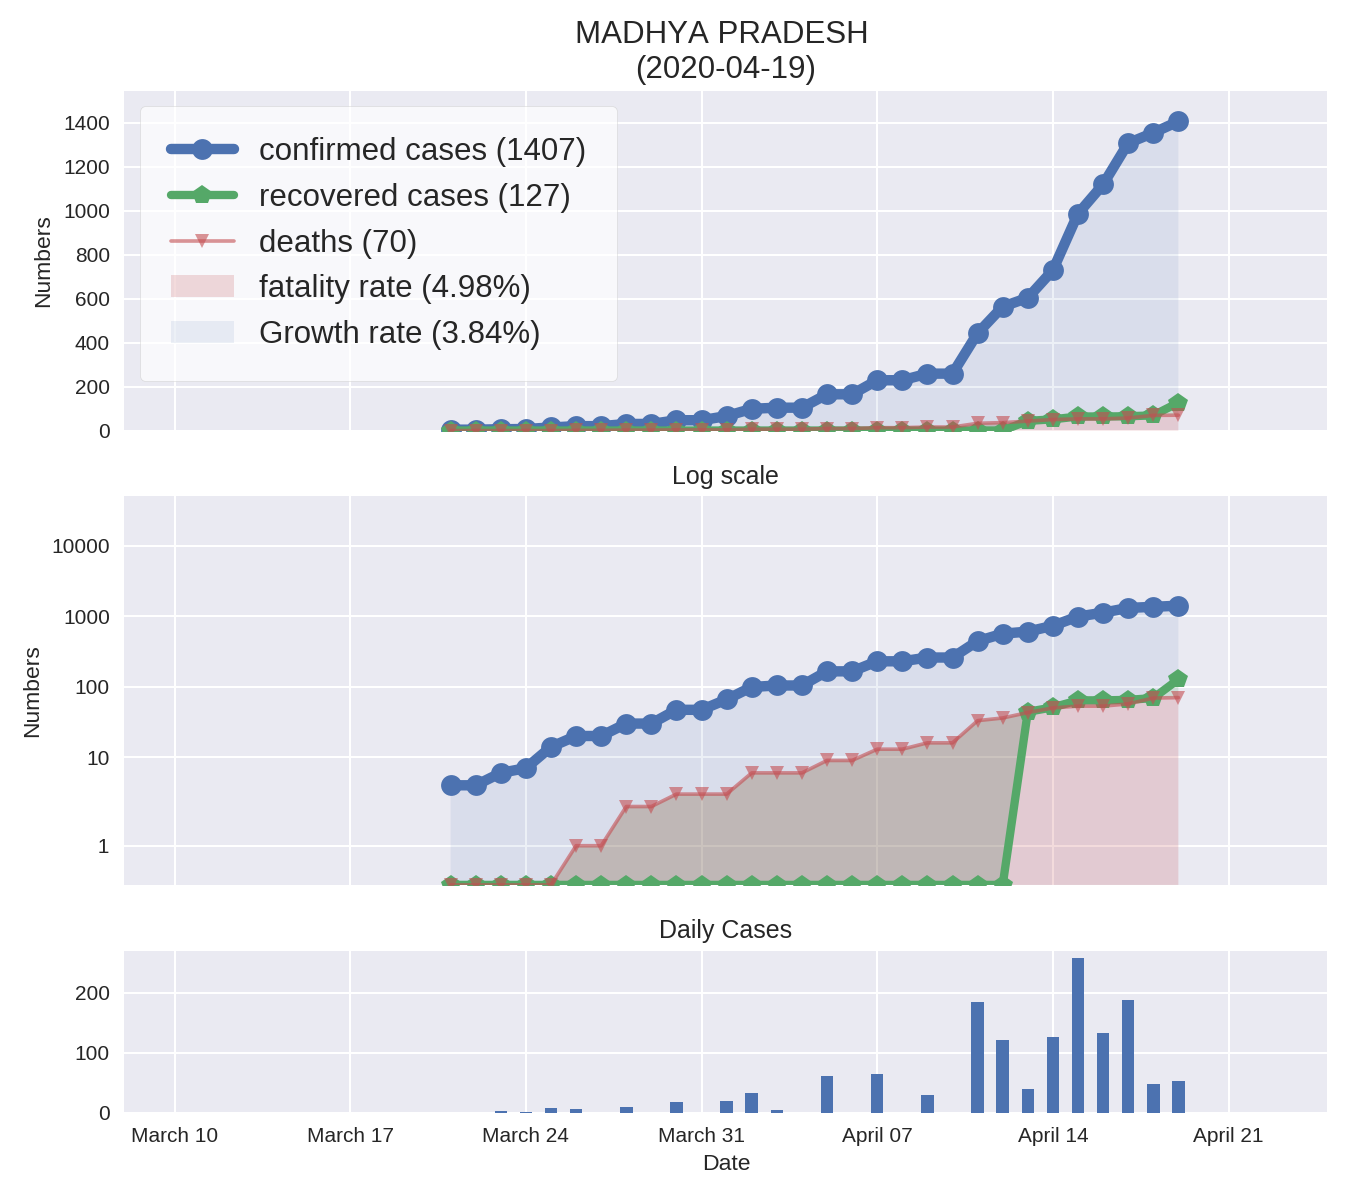 MADHYA PRADESH
(2020-04-19)
1400
1200
1000
800
600
400
200
0
Numbers
confirmed cases (1407)
recovered cases (127)
deaths (70)
fatality rate (4.98%)
Growth rate (3.84%)
Log scale
10000
1000
100
10
1
Numbers
Daily Cases
200
100
0
March 10 March 17 March 24 March 31 April 07 April 14 April 21
Date